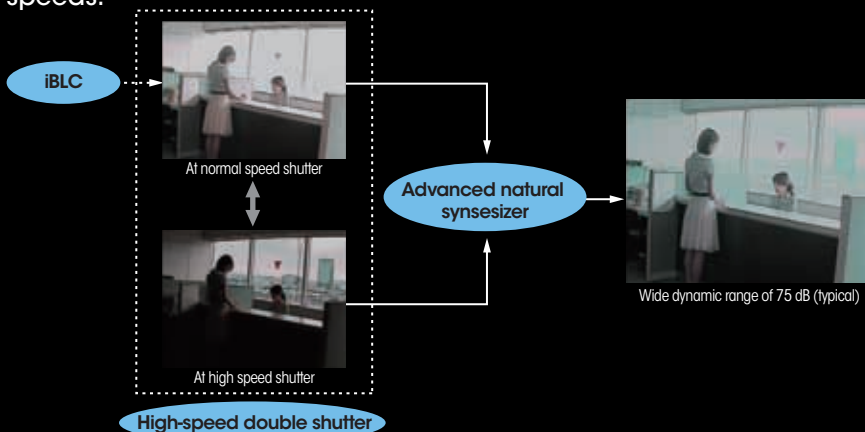 speeds.
iBLC
At normal speed shutter
Advanced natural
synsesizer
Wide dynamic range of 75 dB (typical)
At high speed shutter
High-speed double shutter